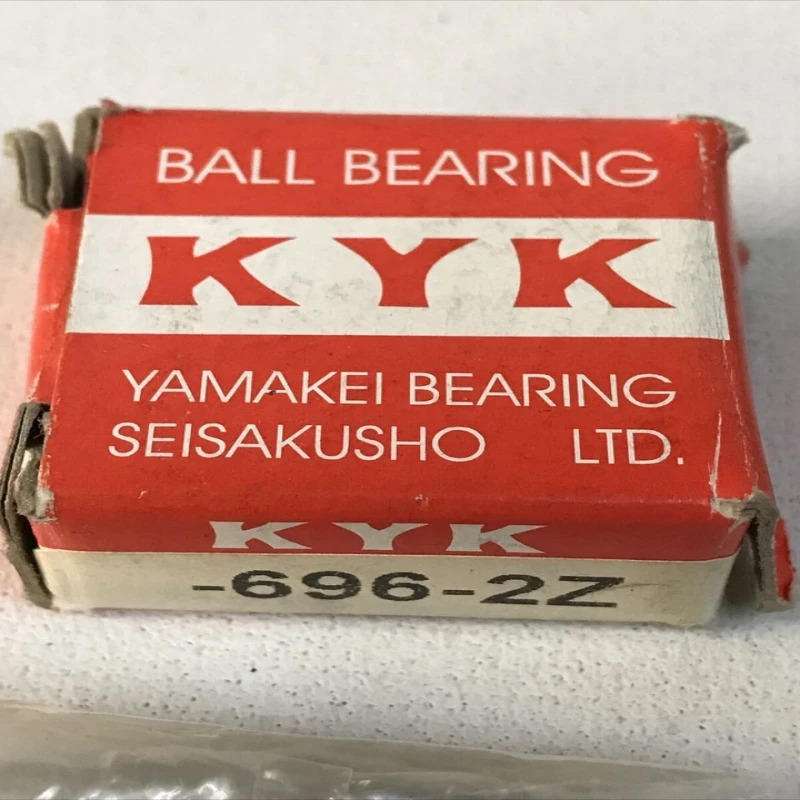 BALL BEARING
KYK
YAMAKEI BEARING
SEISAKUSHO LTD.
KYK
-696-2Z